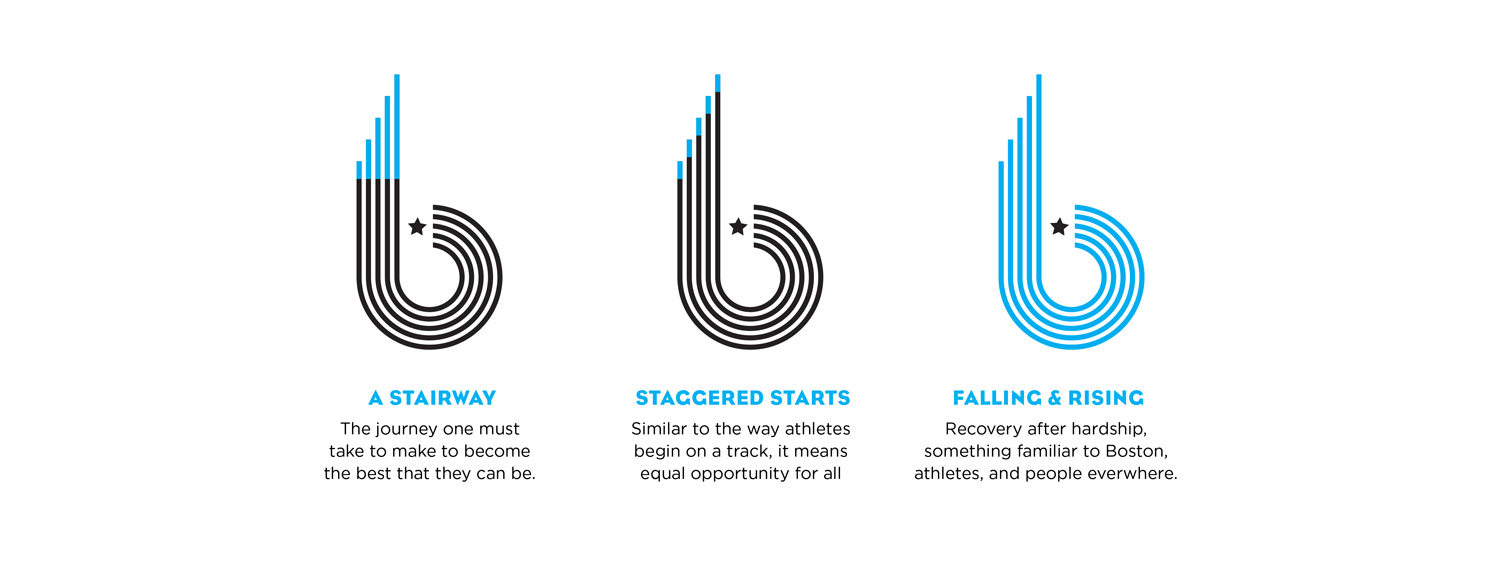 A STAIRWAY
The journey one must
take to make to become
the best that they can be.
STAGGERED STARTS
Similar to the way athletes
begin on a track, it means
equal opportunity for all
FALLING & RISING
Recovery after hardship,
something familiar to Boston,
athletes, and people everwhere.